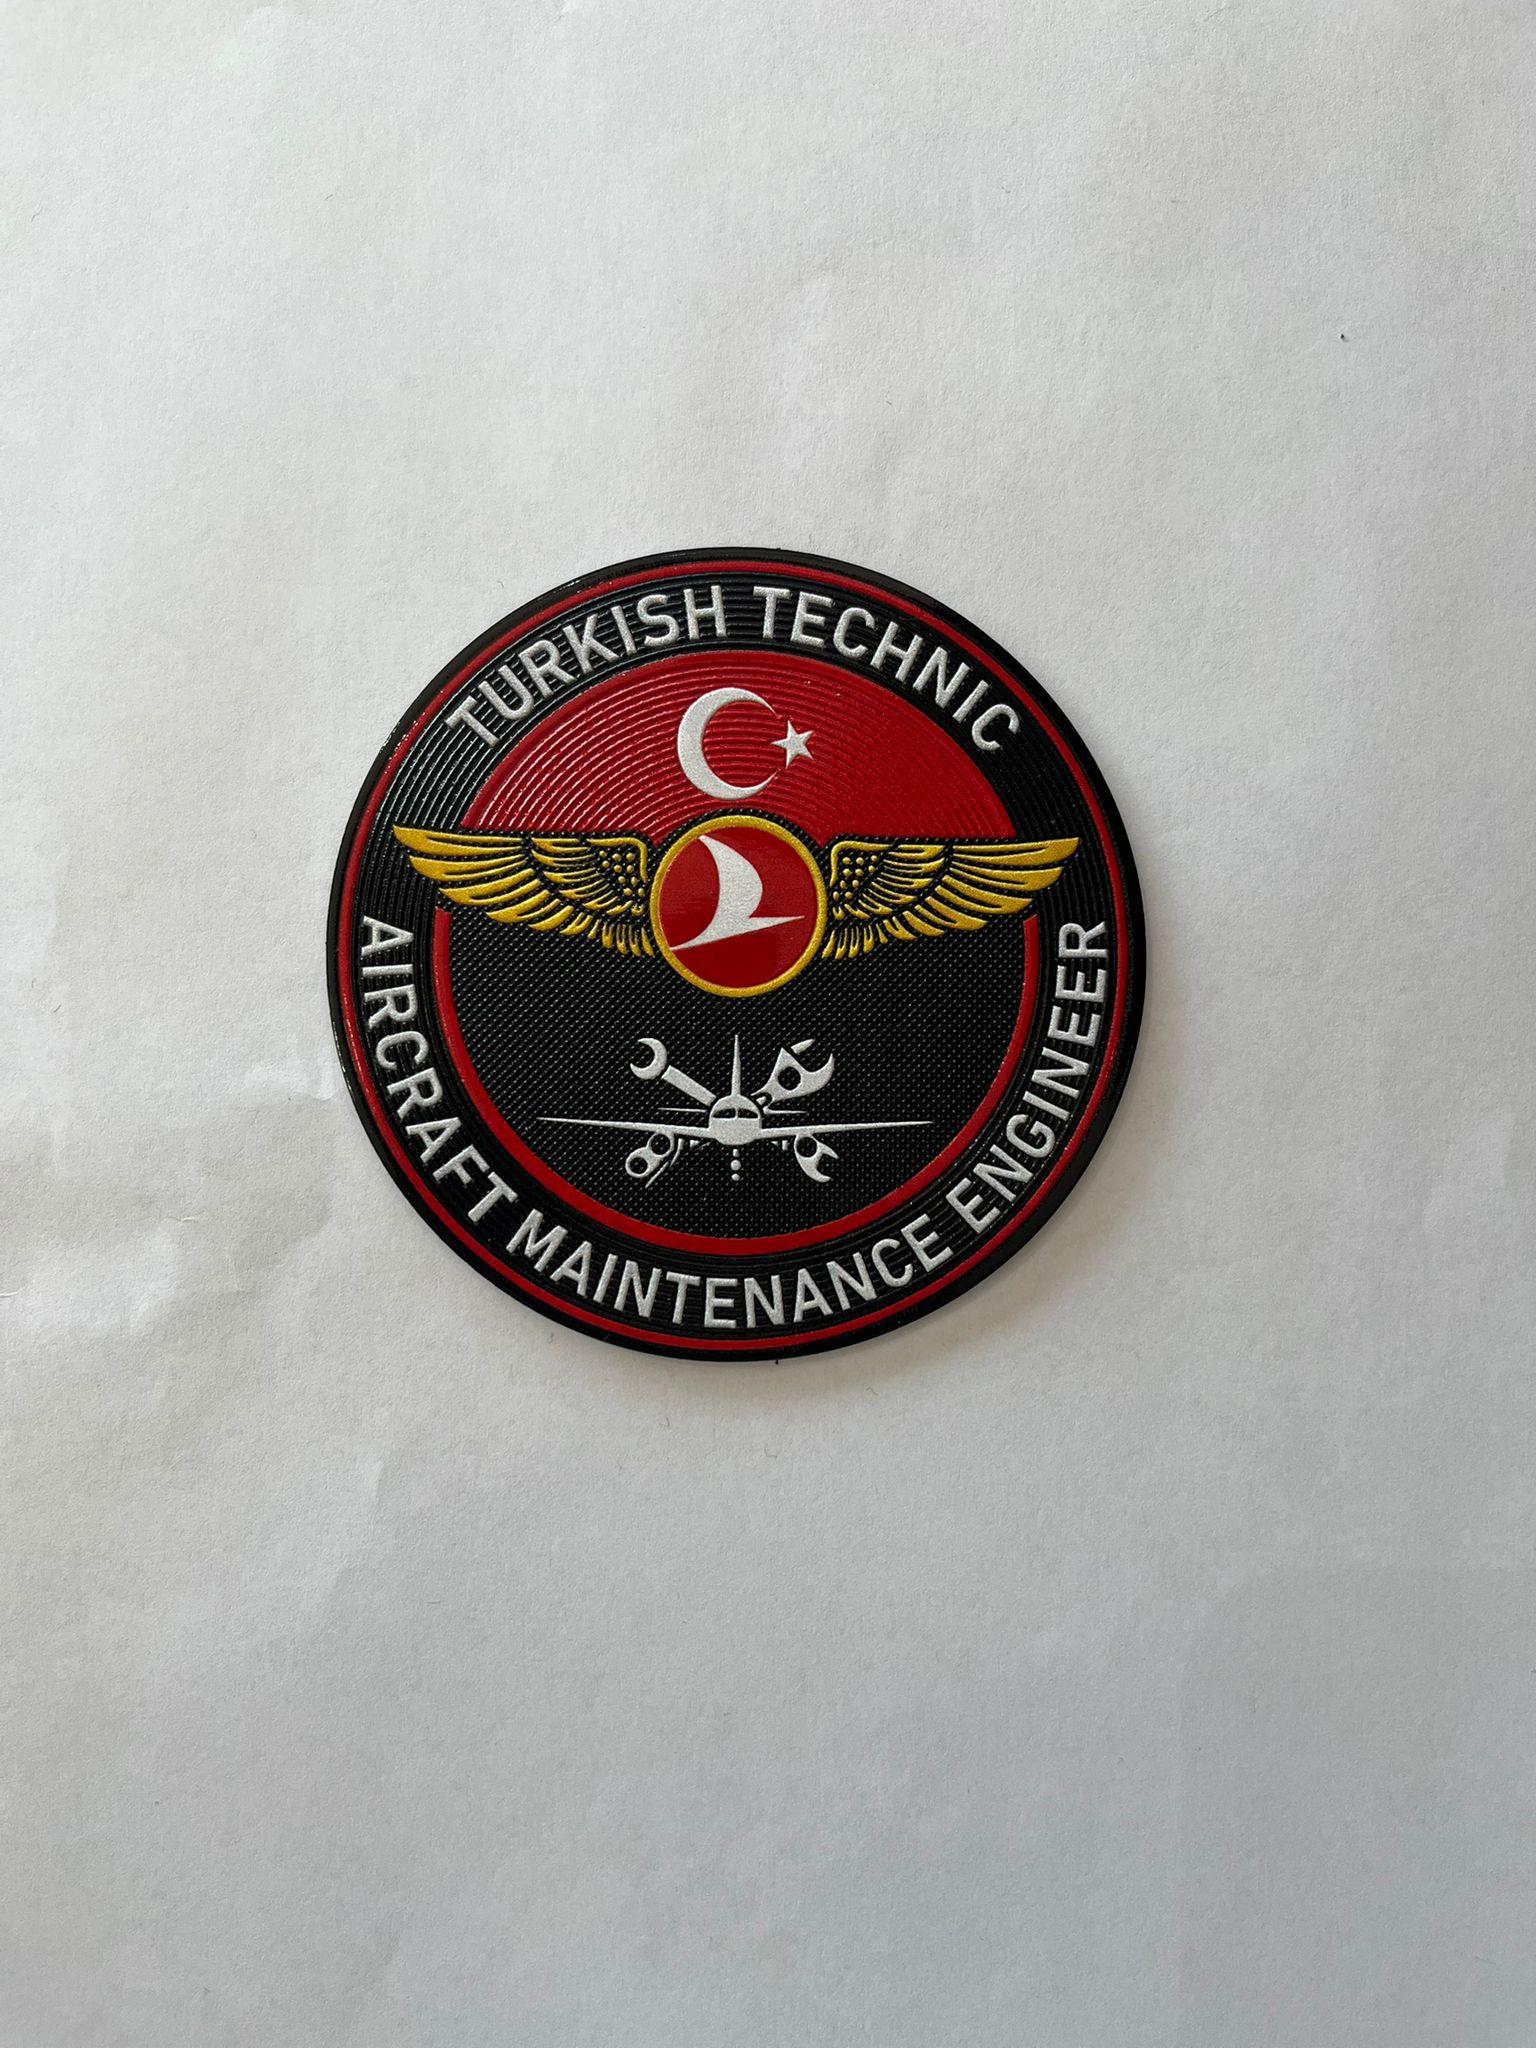 TURKISH TECHNIC
AIRCRAFT MAINTENANCE ENGINEER